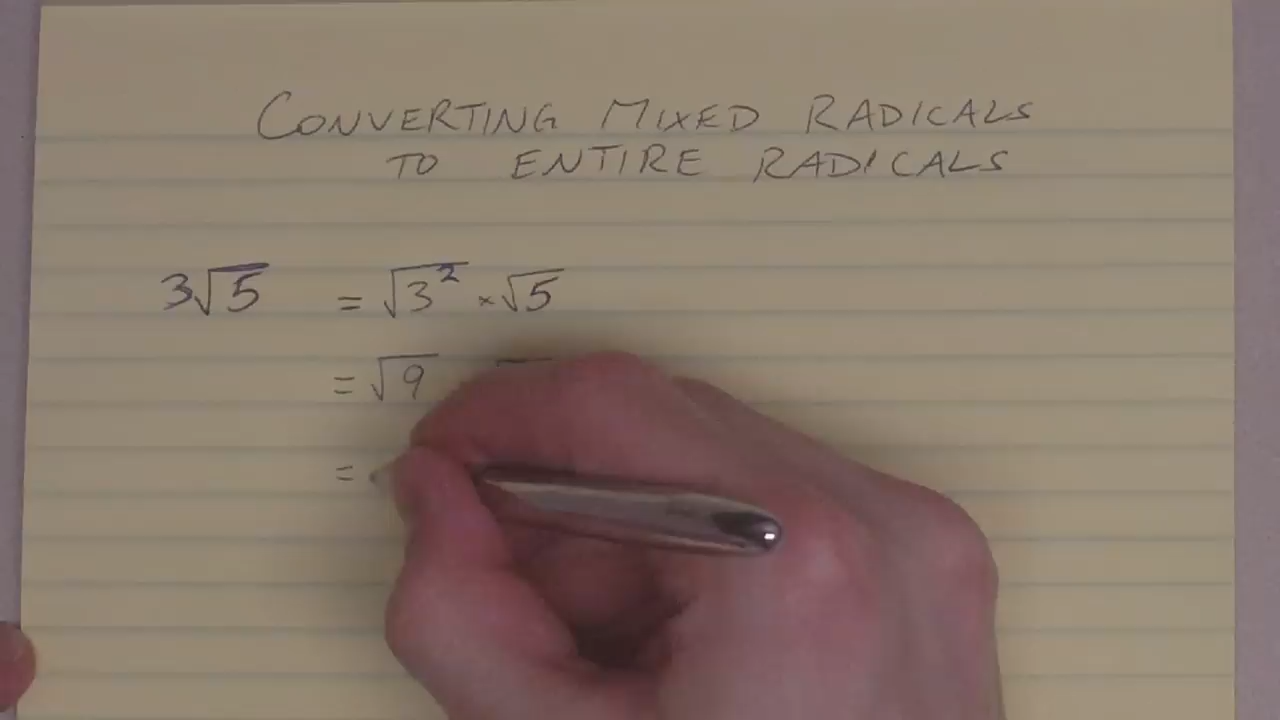 CONVERTING MIXED RADICALS
TO ENTIRE RADICALS
3√5 = √3² × √5
= √9
=